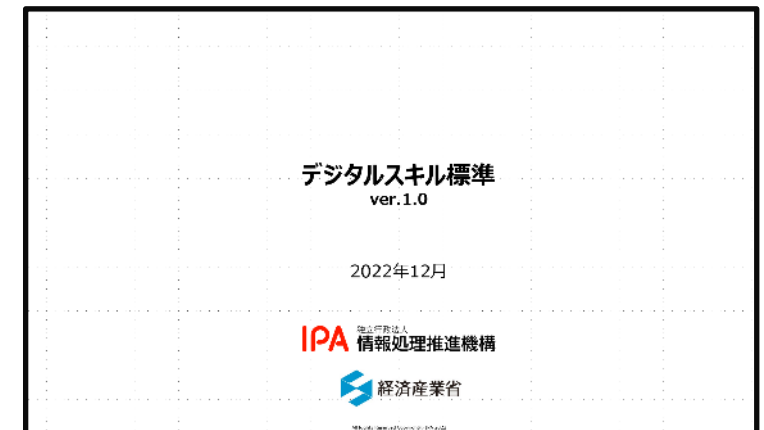 デジタルスキル標準
ver.1.0
2022年12月
IPA 独立行政法人
情報処理推進機構
経済産業省